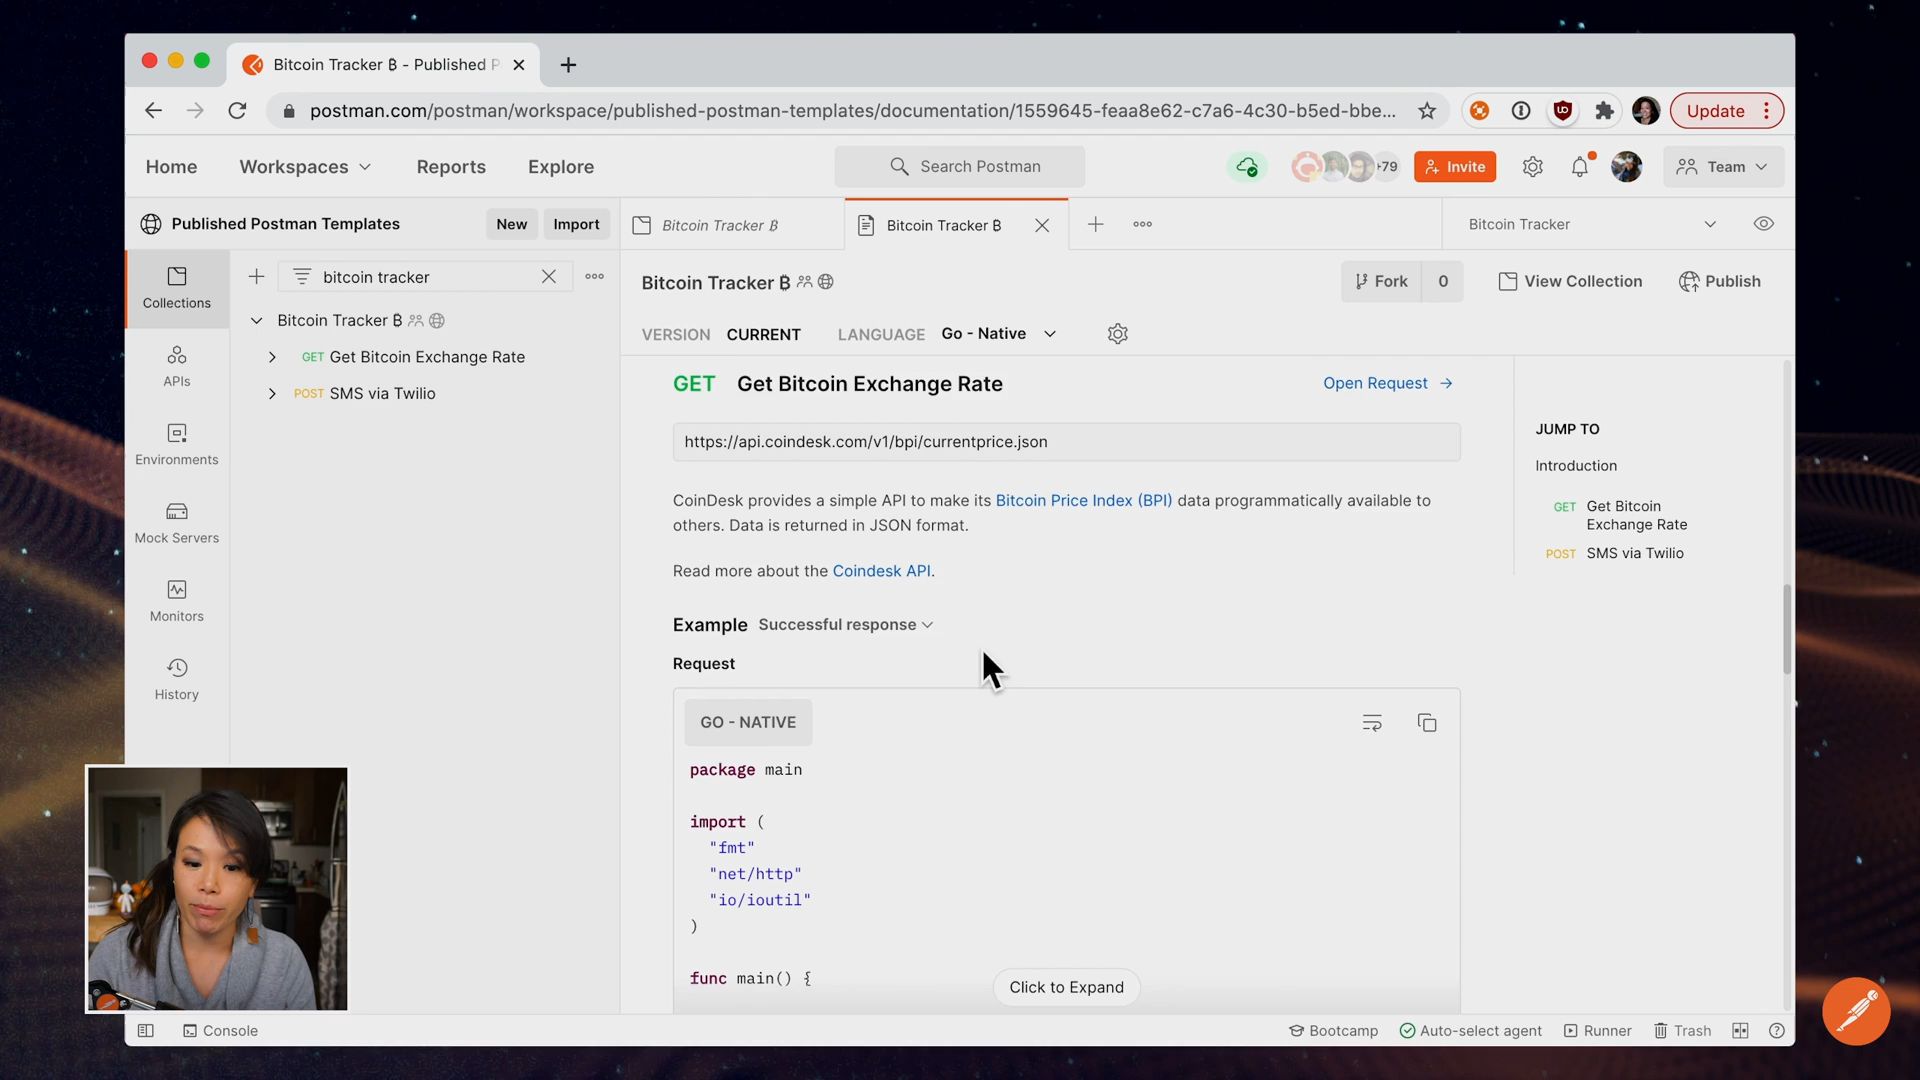 Bitcoin Tracker ₿ - Published P
postman.com/postman/workspace/published-postman-templates/documentation/1559645-feaa8e62-c7a6-4c30-b5ed-bbe...
Update
Home
Workspaces
Reports
Explore
Search Postman
+79
Invite
Team
Published Postman Templates
New
Import
Bitcoin Tracker ₿
Bitcoin Tracker ₿
Bitcoin Tracker
Collections
APIs
Environments
Mock Servers
Monitors
History
bitcoin tracker
Bitcoin Tracker ₿
GET Get Bitcoin Exchange Rate
POST SMS via Twilio
Bitcoin Tracker ₿
Fork 0
View Collection
Publish
VERSION CURRENT
LANGUAGE Go - Native
GET Get Bitcoin Exchange Rate
Open Request →
https://api.coindesk.com/v1/bpi/currentprice.json
CoinDesk provides a simple API to make its Bitcoin Price Index (BPI) data programmatically available to
others. Data is returned in JSON format.
Read more about the Coindesk API.
Example Successful response
Request
GO - NATIVE
package main
import (
"fmt"
"net/http"
"io/ioutil"
)
func main() {
Click to Expand
JUMP TO
Introduction
GET Get Bitcoin
Exchange Rate
POST SMS via Twilio
Console
Bootcamp
Auto-select agent
Runner
Trash